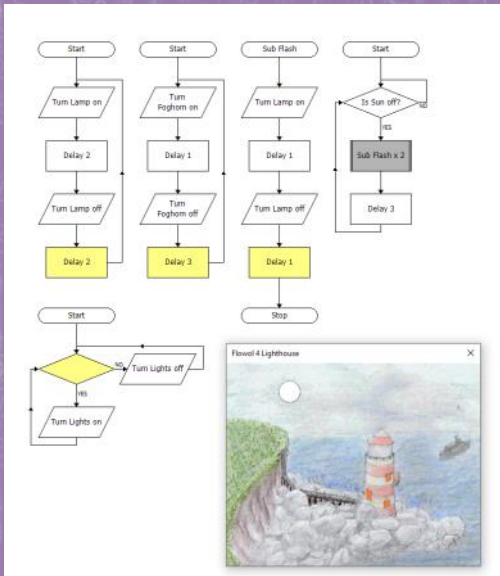 Start
Turn Lamp on
Delay 2
Turn Lamp off
Delay 2
Start
Turn
Foghorn on
Delay 1
Turn
Foghorn off
Delay 3
Sub Flash
Turn Lamp on
Delay 1
Turn Lamp off
Delay 1
Stop
Start
Is Sun off?
NO
YES
Sub Flash x 2
Delay 3
Start
NO
Turn Lights off
YES
Turn Lights on
Flowol 4 Lighthouse